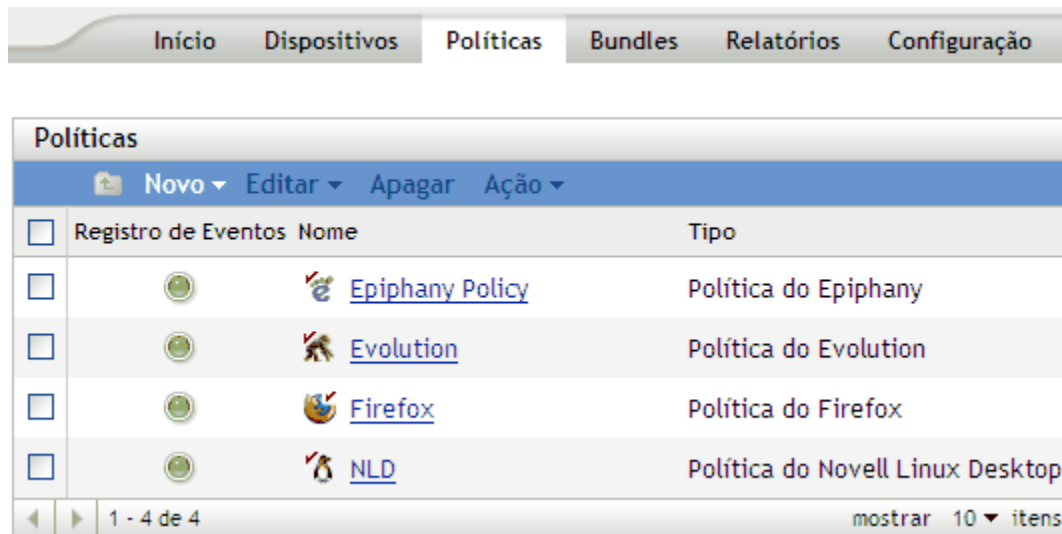 Início Dispositivos Políticas Bundles Relatórios Configuração
Políticas
Novo Editar Apagar Ação
Registro de Eventos Nome Tipo
Epiphany Policy Política do Epiphany
Evolution Política do Evolution
Firefox Política do Firefox
NLD Política do Novell Linux Desktop
1 - 4 de 4 mostrar 10 itens